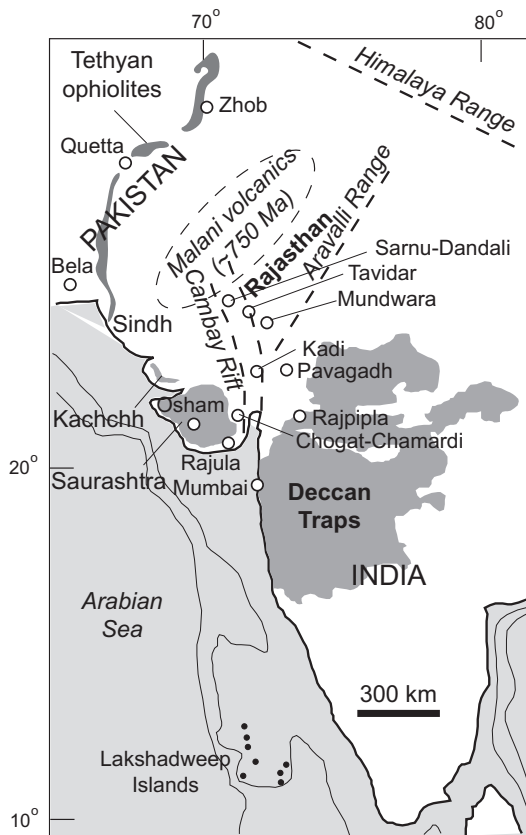 70°
80°
Tethyan
ophiolites
Zhob
Himalaya Range
Quetta
PAKISTAN
Malani volcanics
(~750 Ma)
Rajasthan
Aravalli Range
Bela
Sarnu-Dandali
Tavidar
Mundwara
Sindh
Cambay Rift
Kadi
Pavagadh
Kachchh
Osham
Rajpipla
Chogat-Chamardi
20°
Rajula
Saurashtra
Mumbai
Deccan
Traps
INDIA
Arabian
Sea
300 km
Lakshadweep
Islands
10°